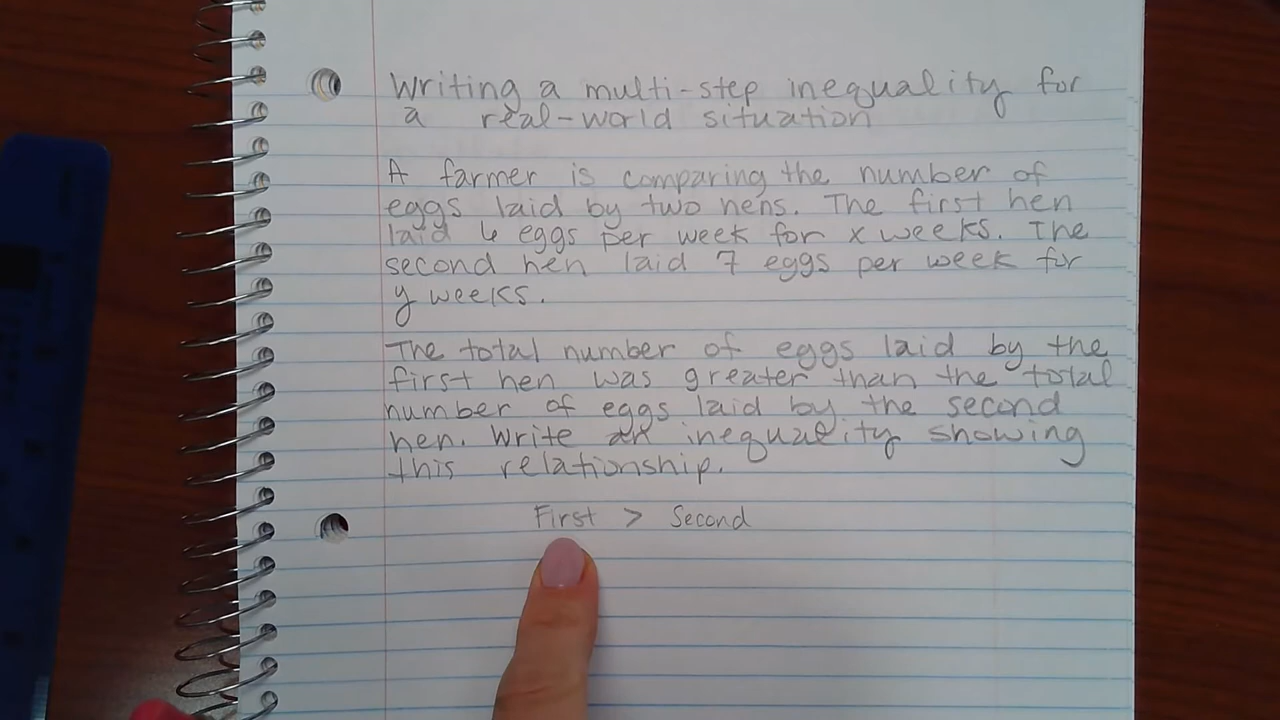 Writing a multi-step inequality for
a real-world situation
A farmer is comparing the number of
eggs laid by two hens. The first hen
laid 6 eggs per week for x weeks. The
second hen laid 7 eggs per week for
y weeks.
The total number of eggs laid by the
first hen was greater than the total
number of eggs laid by the second
hen. Write an inequality showing
this relationship.
First > Second